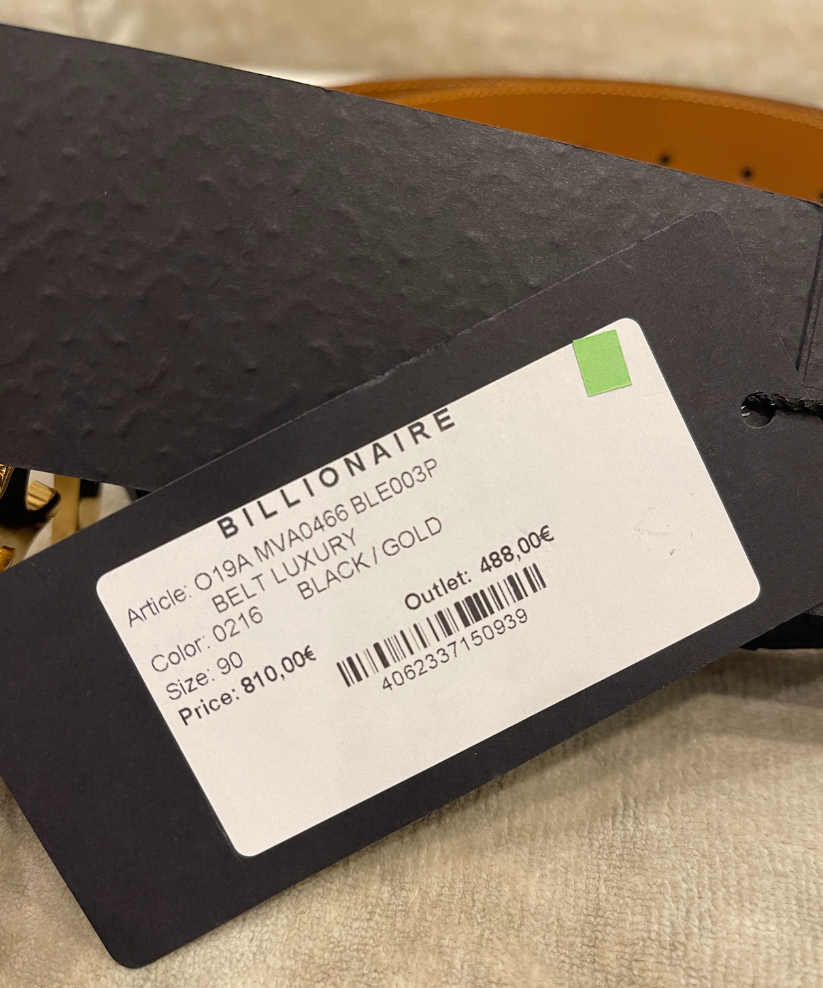 BILLIONAIRE
Article: O19A MVA0466 BLE003P
BELT LUXURY
Color: 0216 BLACK / GOLD
Size: 90
Price: 810,00€ Outlet: 488,00€
4062337150939